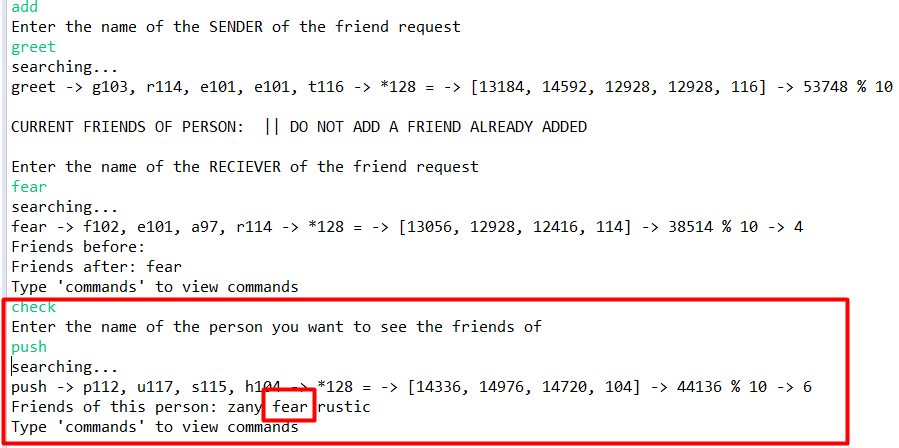 add
Enter the name of the SENDER of the friend request
greet
searching...
greet -> g103, r114, e101, e101, t116 -> *128 = -> [13184, 14592, 12928, 12928, 116] -> 53748 % 10
CURRENT FRIENDS OF PERSON:  || DO NOT ADD A FRIEND ALREADY ADDED
Enter the name of the RECIEVER of the friend request
fear
searching...
fear -> f102, e101, a97, r114 -> *128 = -> [13056, 12928, 12416, 114] -> 38514 % 10 -> 4
Friends before:
Friends after: fear
Type 'commands' to view commands
check
Enter the name of the person you want to see the friends of
push
searching...
push -> p112, u117, s115, h104 -> *128 = -> [14336, 14976, 14720, 104] -> 44136 % 10 -> 6
Friends of this person: zany fear rustic
Type 'commands' to view commands